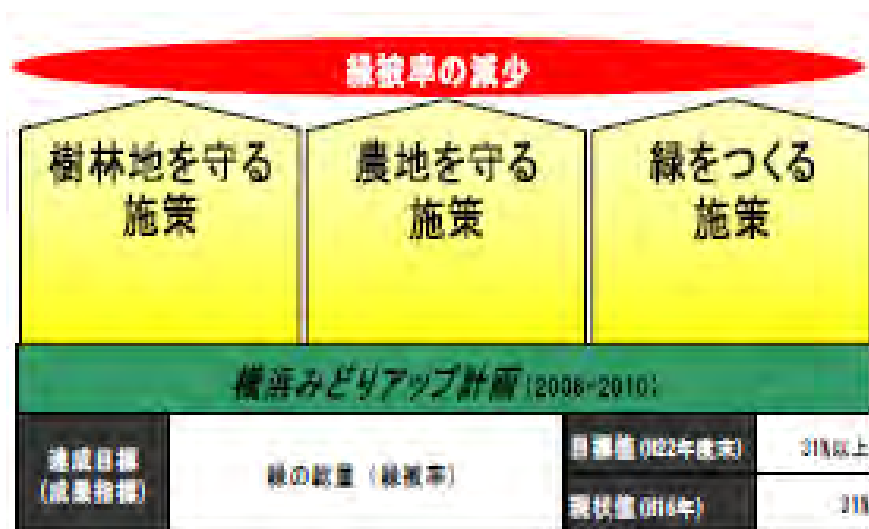 緑被率の減少
樹林地を守る
施策
農地を守る
施策
緑をつくる
施策
横浜みどりアップ計画(2006-2010)
達成目標
(成果指標)
緑の総量（緑被率）
目標値(H22年度末)
31%以上
現状値(H16年)
31%